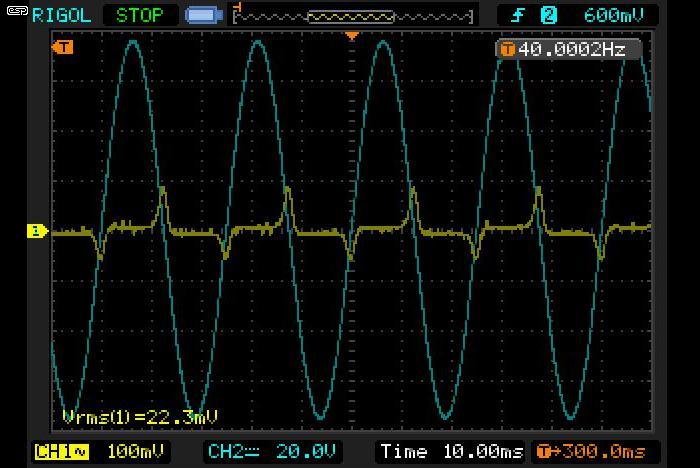 RIGOL STOP T 2 600mV
T T 40.0002Hz
1
Vrms(1)=22.3mV
CH1~ 100mV CH2 20.0V Time 10.00ms T→300.0ms